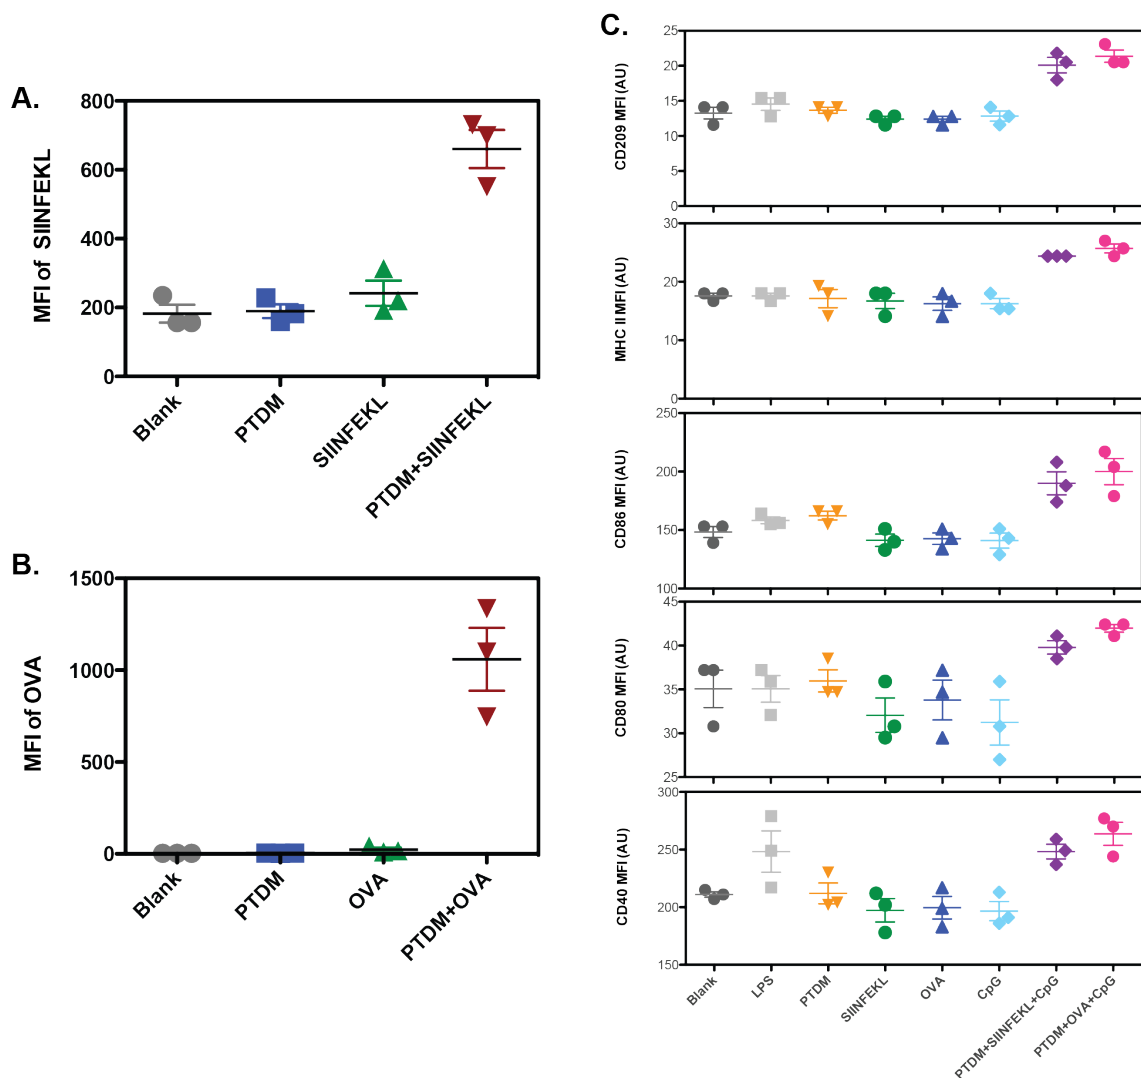 A.
MFI of SIINFEKL
800
600
400
200
0
Blank
PTDM
SIINFEKL
PTDM+SIINFEKL
B.
MFI of OVA
1500
1000
500
0
Blank
PTDM
OVA
PTDM+OVA
C.
CD209 MFI (AU)
25
20
15
10
5
0
MHC II MFI (AU)
30
20
10
0
CD86 MFI (AU)
250
200
150
100
CD80 MFI (AU)
45
40
35
30
25
CD40 MFI (AU)
300
250
200
150
Blank
LPS
PTDM
SIINFEKL
OVA
CpG
PTDM+SIINFEKL+CpG
PTDM+OVA+CpG